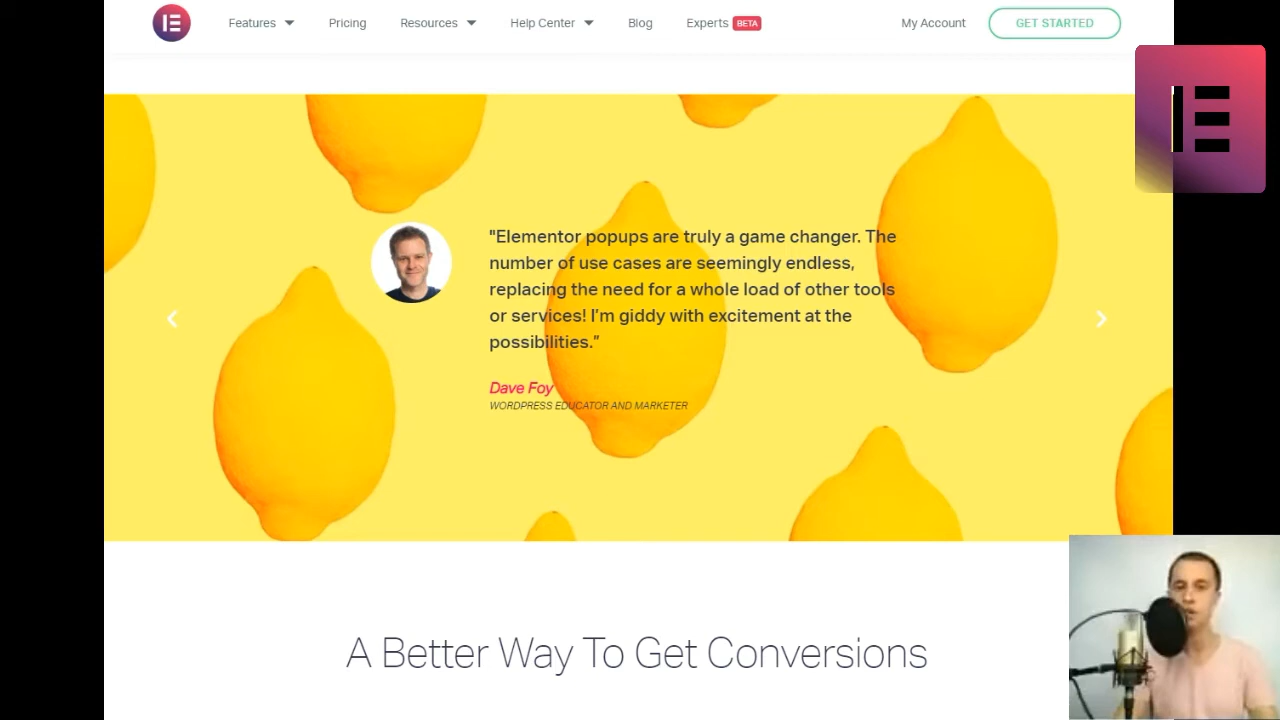 Features Pricing Resources Help Center Blog Experts BETA My Account GET STARTED
"Elementor popups are truly a game changer. The
number of use cases are seemingly endless,
replacing the need for a whole load of other tools
or services! I’m giddy with excitement at the
possibilities.”
Dave Foy
WORDPRESS EDUCATOR AND MARKETER
A Better Way To Get Conversions